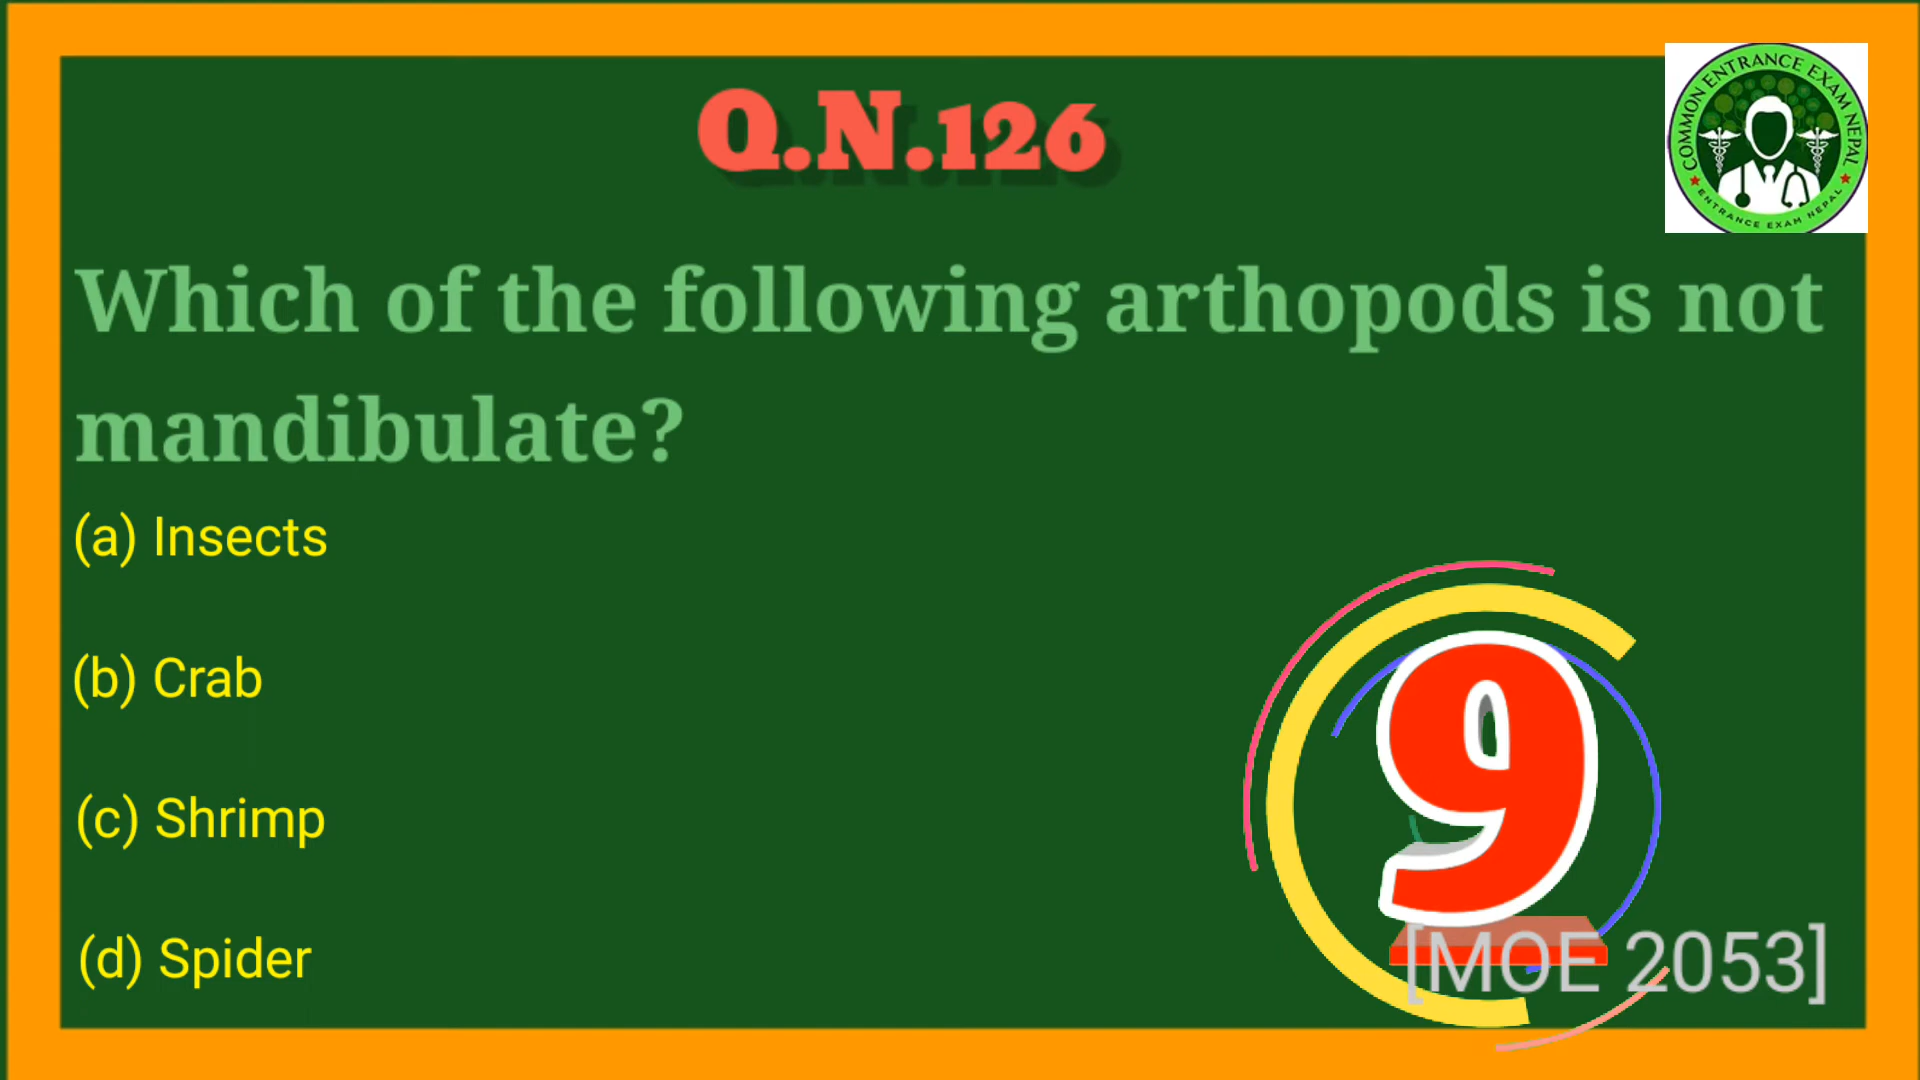 Q.N.126
COMMON ENTRANCE EXAM NEPAL
ENTRANCE EXAM NEPAL
Which of the following arthopods is not
mandibulate?
(a) Insects
(b) Crab
(c) Shrimp
(d) Spider
9
[MOE 2053]